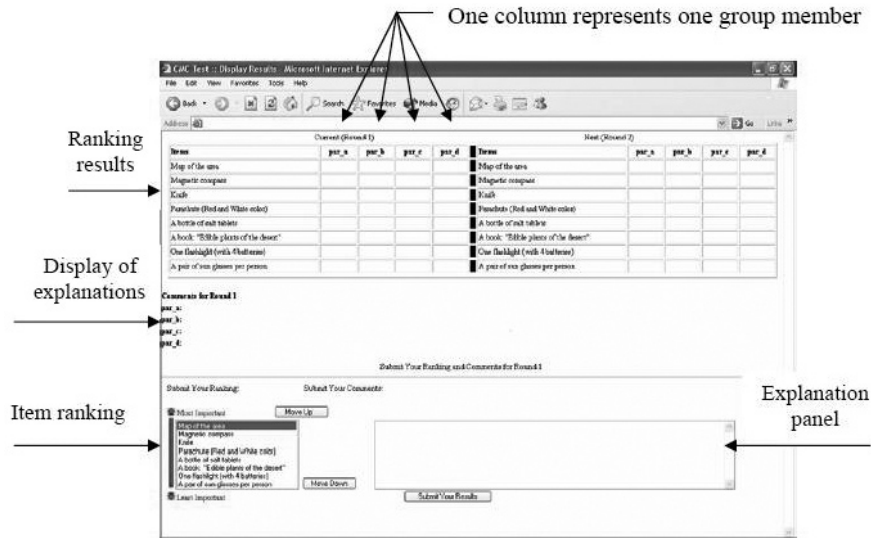 One column represents one group member
CMC Test :: Display Results - Microsoft Internet Explorer
File Edit View Favorites Tools Help
Back Search Favorites Media
Address Go Links »
Current (Round 1) Next (Round 2)
Ranking results
Items par_a par_b par_c par_d Items par_a par_b par_c par_d
Map of the area Map of the area
Magnetic compass Magnetic compass
Knife Knife
Parachute (Red and White color) Parachute (Red and White color)
A bottle of salt tablets A bottle of salt tablets
A book: "Edible plants of the desert" A book: "Edible plants of the desert"
One flashlight (with 4 batteries) One flashlight (with 4 batteries)
A pair of sun glasses per person A pair of sun glasses per person
Display of
explanations
Comments for Round 1
par_a:
par_b:
par_c:
par_d:
Submit Your Ranking and Comments for Round 1
Submit Your Ranking: Submit Your Comments:
Item ranking
Most Important Move Up
Map of the area
Magnetic compass
Knife
Parachute (Red and White color)
A bottle of salt tablets
A book: "Edible plants of the desert"
One flashlight (with 4 batteries)
A pair of sun glasses per person Move Down
Least Important Submit Your Results
Explanation
panel